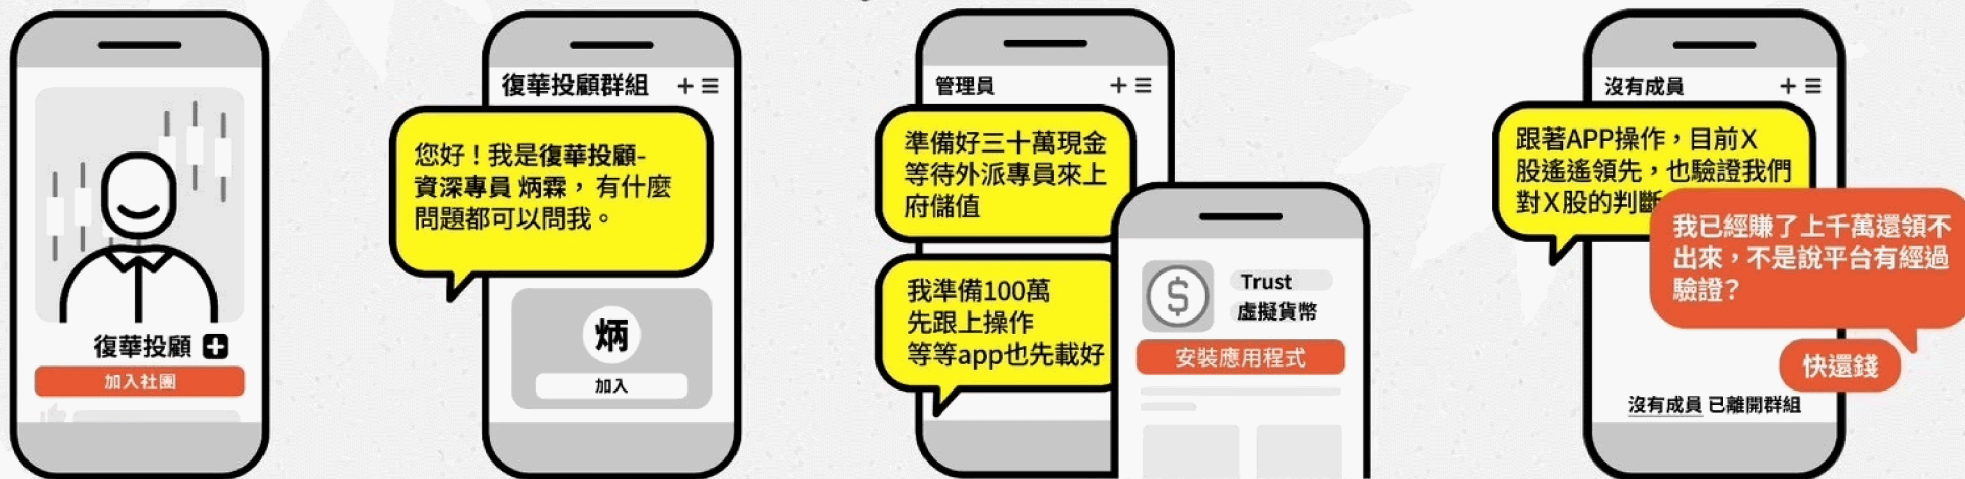 復華投顧
加入社團
復華投顧群組
您好！我是復華投顧-
資深專員 炳霖，有什麼
問題都可以問我。
炳
加入
管理員
準備好三十萬現金
等待外派專員來上
府儲值
我準備100萬
先跟上操作
等等app也先載好
Trust
虛擬貨幣
安裝應用程式
沒有成員
跟著APP操作，目前X
股遙遙領先，也驗證我們
對X股的判斷
我已經賺了上千萬還領不
出來，不是說平台有經過
驗證？
快還錢
沒有成員 已離開群組